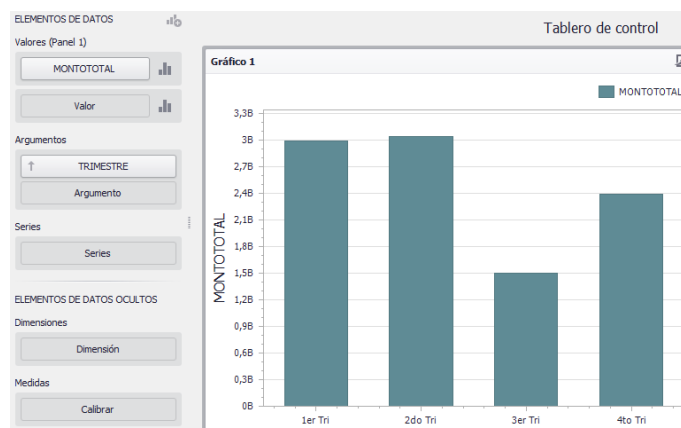 ELEMENTOS DE DATOS
Valores (Panel 1)
MONTOTOTAL
Valor
Argumentos
TRIMESTRE
Argumento
Series
Series
ELEMENTOS DE DATOS OCULTOS
Dimensiones
Dimensión
Medidas
Calibrar
Tablero de control
Gráfico 1
MONTOTOTAL
MONTOTOTAL
3,3B
3B
2,7B
2,4B
2,1B
1,8B
1,5B
1,2B
0,9B
0,6B
0,3B
0B
1er Tri 2do Tri 3er Tri 4to Tri